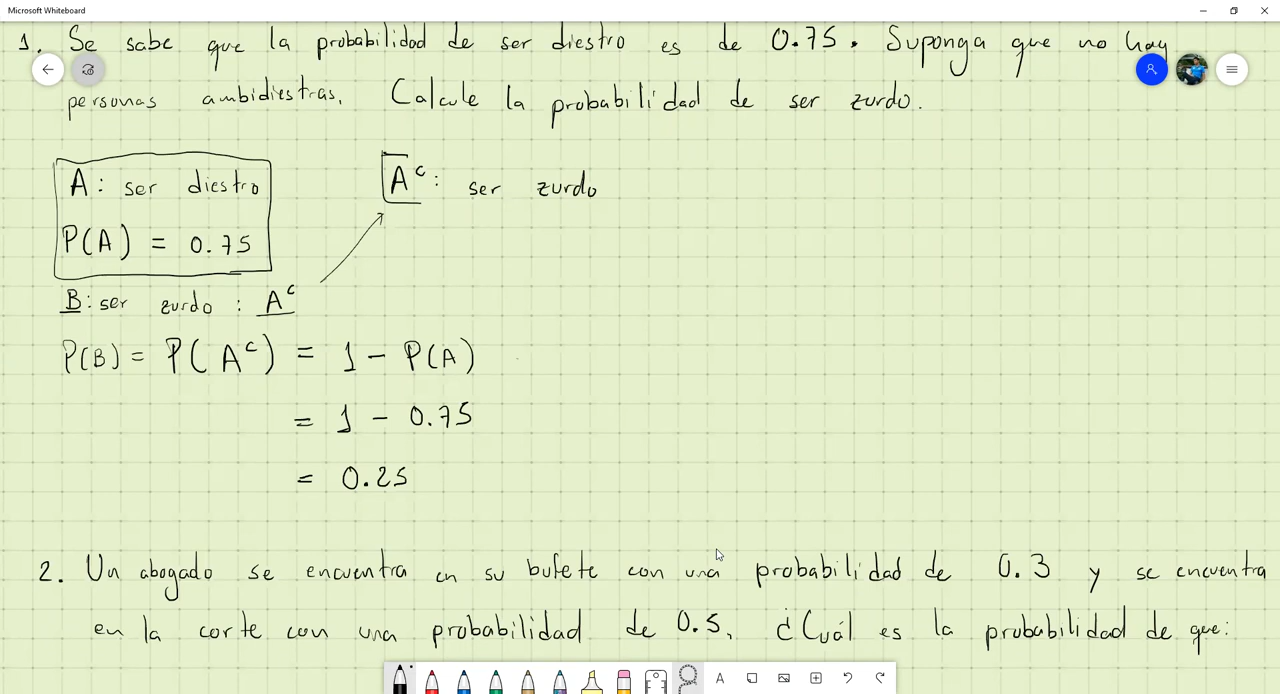 Microsoft Whiteboard
1. Se sabe que la probabilidad de ser diestro es de 0.75. Suponga que no hay
personas ambidiestras. Calcule la probabilidad de ser zurdo.
A: ser diestro
P(A) = 0.75
Aᶜ: ser zurdo
B: ser zurdo : Aᶜ
P(B) = P(Aᶜ) = 1 - P(A)
= 1 - 0.75
= 0.25
2. Un abogado se encuentra en su bufete con una probabilidad de 0.3 y se encuentra
en la corte con una probabilidad de 0.5. ¿Cuál es la probabilidad de que:
A